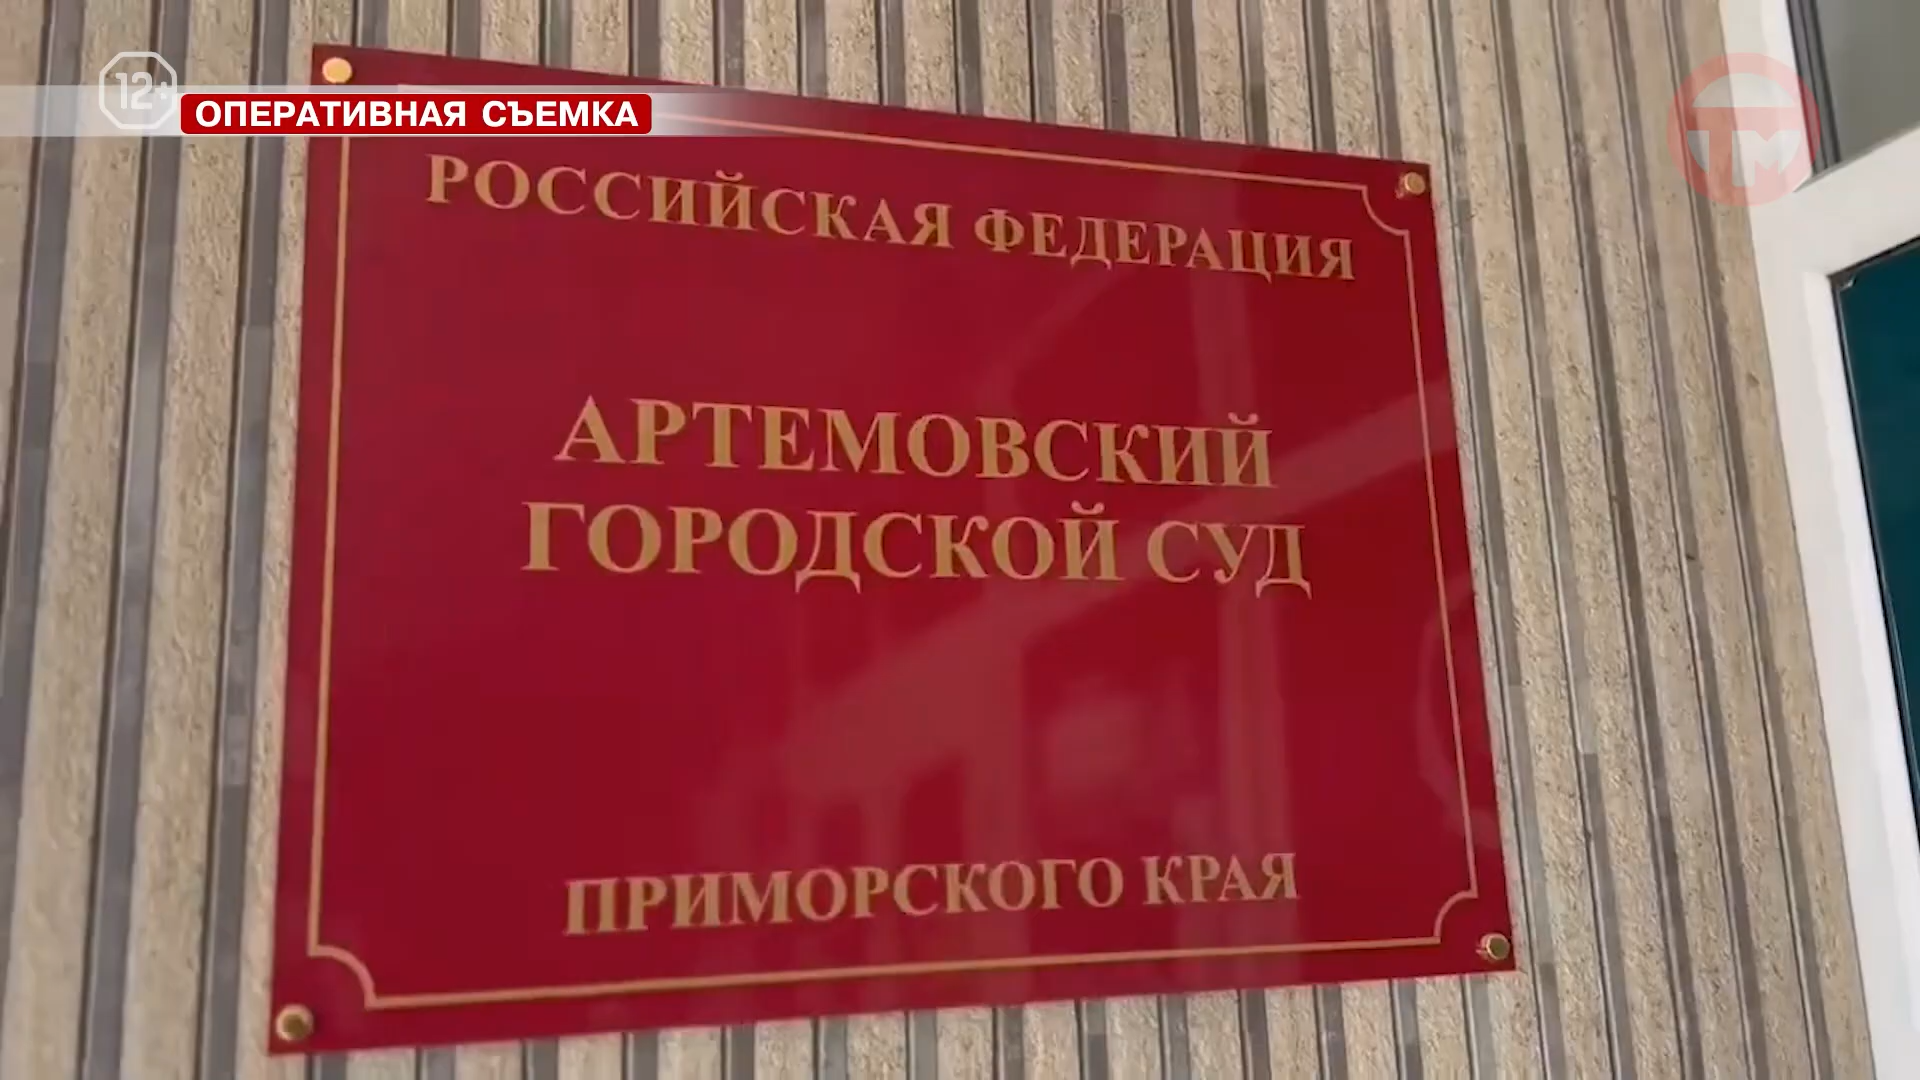 12+
ОПЕРАТИВНАЯ СЪЕМКА
ТМ
РОССИЙСКАЯ ФЕДЕРАЦИЯ
АРТЕМОВСКИЙ
ГОРОДСКОЙ СУД
ПРИМОРСКОГО КРАЯ